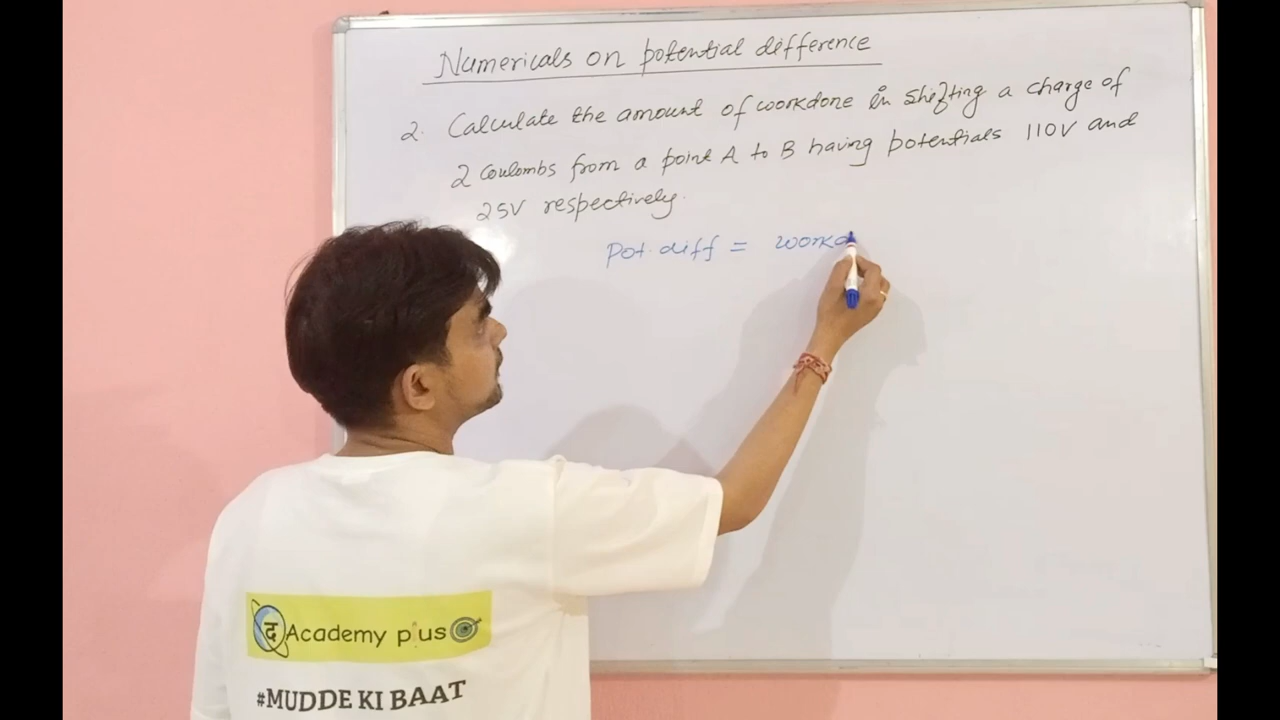 Numericals on potential difference
2. Calculate the amount of workdone in shifting a charge of
2 Coulombs from a point A to B having potentials 110V and
25V respectively.
Pot. diff = workd
द Academy plus
#MUDDE KI BAAT